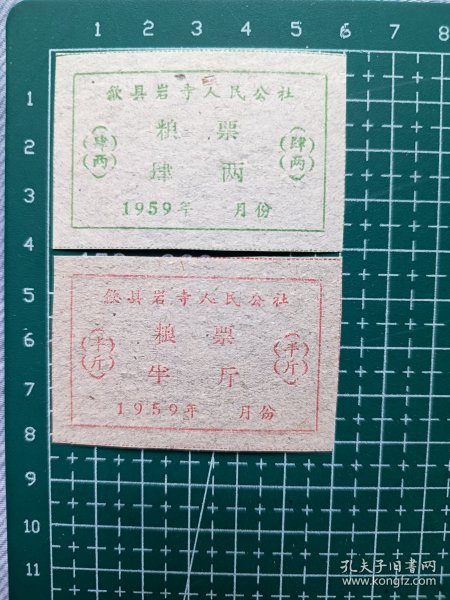 1 2 3 4 5 6 7 8
歙县岩寺人民公社
粮 票
(肆两) 肆 两 (肆两)
1959年 月份
歙县岩寺人民公社
粮 票
(半斤) 半 斤 (半斤)
1959年 月份
1
2
3
4
5
6
7
8
9
10
11
孔夫子旧书网
www.kongfz.com